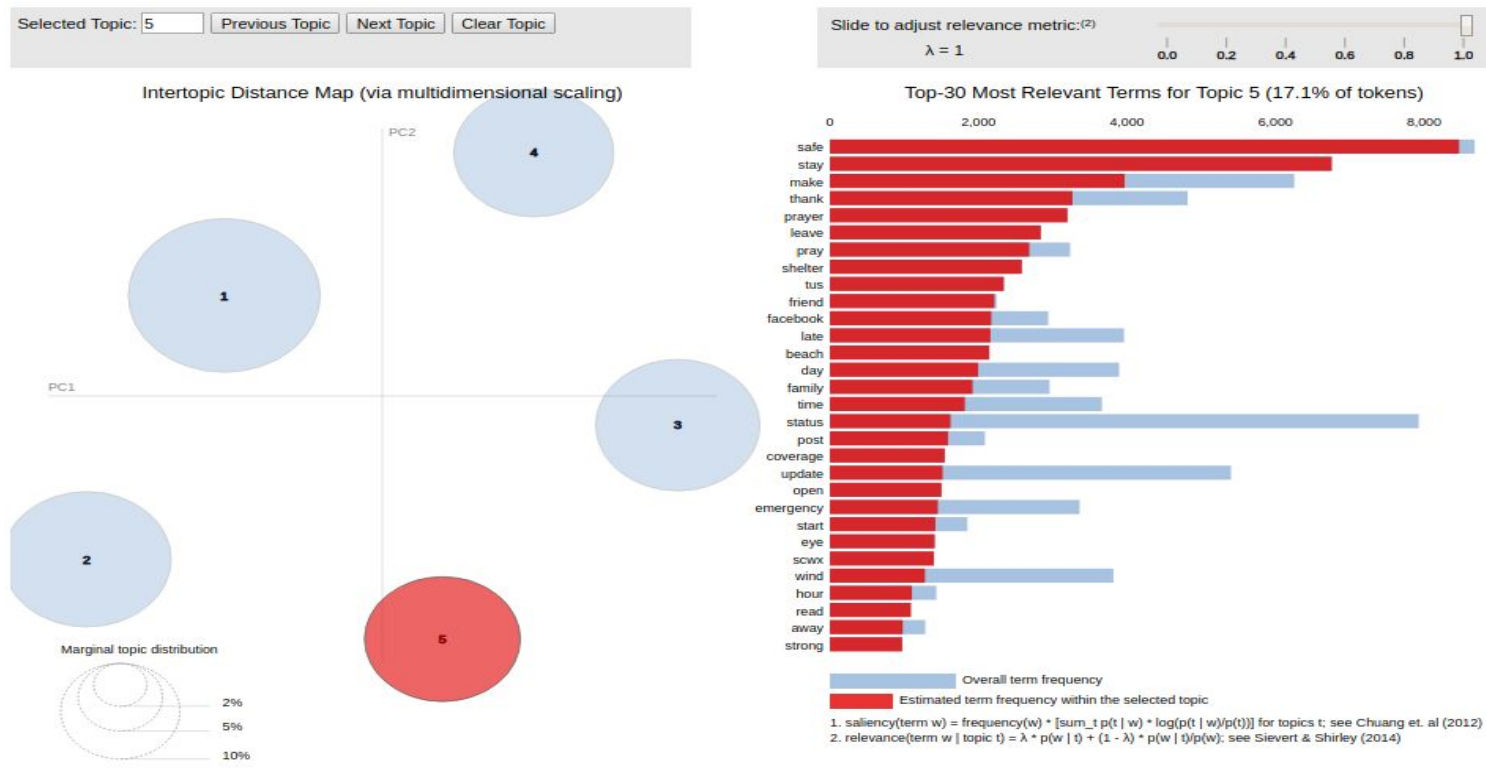 Selected Topic: 5 Previous Topic Next Topic Clear Topic
Slide to adjust relevance metric:(2)
λ = 1
0.0 0.2 0.4 0.6 0.8 1.0
Intertopic Distance Map (via multidimensional scaling)
PC2
PC1
4
1
3
2
5
Marginal topic distribution
2%
5%
10%
Top-30 Most Relevant Terms for Topic 5 (17.1% of tokens)
0 2,000 4,000 6,000 8,000
safe
stay
make
thank
prayer
leave
pray
shelter
tus
friend
facebook
late
beach
day
family
time
status
post
coverage
update
open
emergency
start
eye
scwx
wind
hour
read
away
strong
Overall term frequency
Estimated term frequency within the selected topic
1. saliency(term w) = frequency(w) * [sum_t p(t | w) * log(p(t | w)/p(t))] for topics t; see Chuang et. al (2012)
2. relevance(term w | topic t) = λ * p(w | t) + (1 - λ) * p(w | t)/p(w); see Sievert & Shirley (2014)